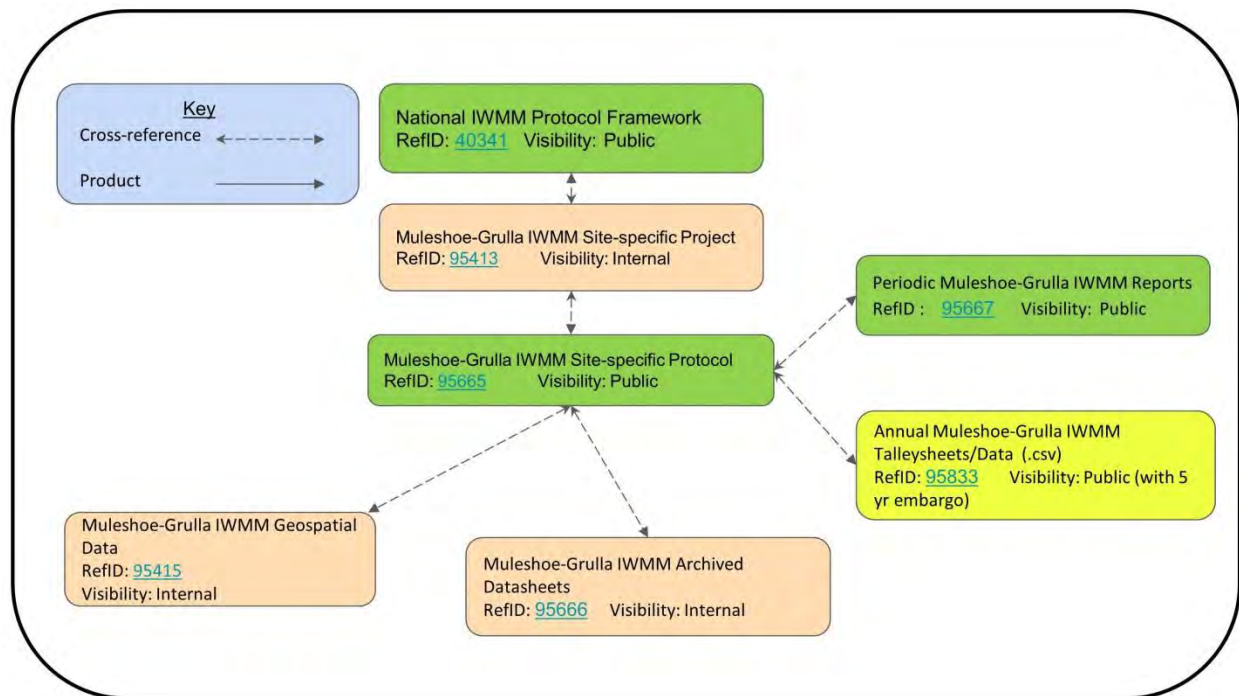 Key
Cross-reference
Product
National IWMM Protocol Framework
RefID: 40341 Visibility: Public
Muleshoe-Grulla IWMM Site-specific Project
RefID: 95413 Visibility: Internal
Periodic Muleshoe-Grulla IWMM Reports
RefID : 95667 Visibility: Public
Muleshoe-Grulla IWMM Site-specific Protocol
RefID: 95665 Visibility: Public
Annual Muleshoe-Grulla IWMM
Talleysheets/Data (.csv)
RefID: 95833 Visibility: Public (with 5
yr embargo)
Muleshoe-Grulla IWMM Geospatial
Data
RefID: 95415
Visibility: Internal
Muleshoe-Grulla IWMM Archived
Datasheets
RefID: 95666 Visibility: Internal